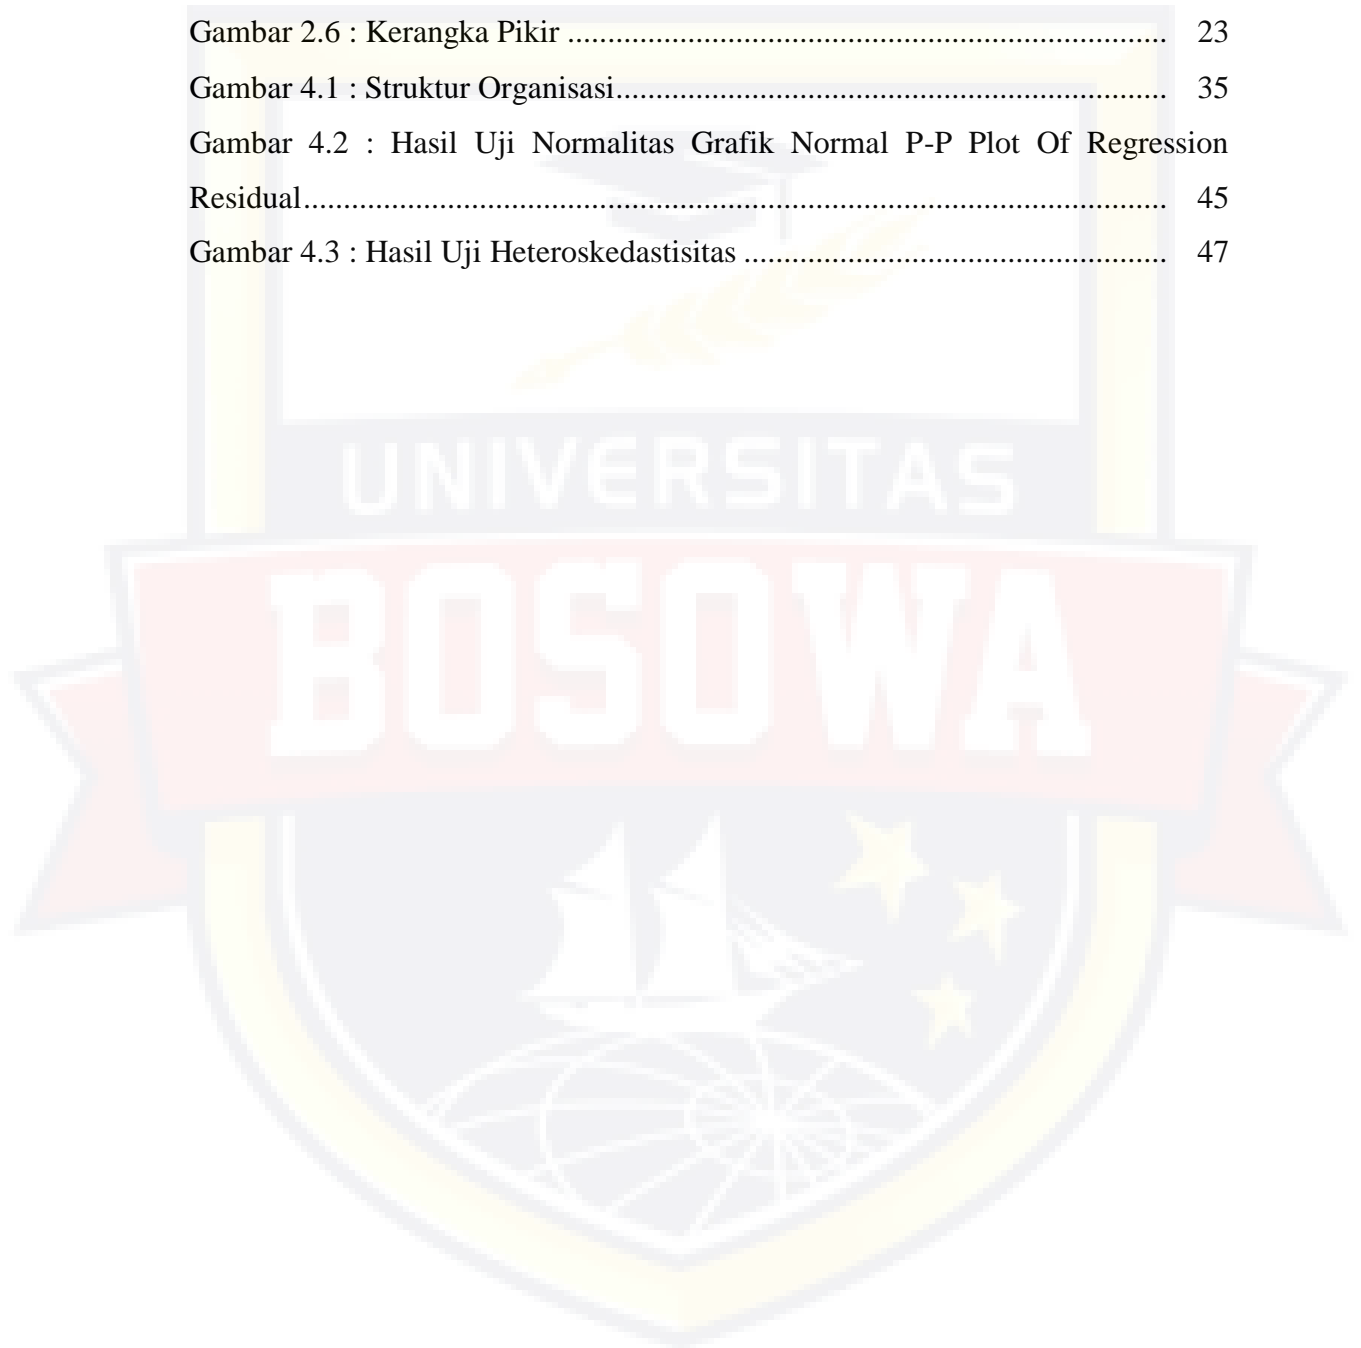 Gambar 2.6 : Kerangka Pikir .......................................................................... 23
Gambar 4.1 : Struktur Organisasi.................................................................... 35
Gambar 4.2 : Hasil Uji Normalitas Grafik Normal P-P Plot Of Regression
Residual........................................................................................................... 45
Gambar 4.3 : Hasil Uji Heteroskedastisitas .................................................... 47
UNIVERSITAS
BOSOWA